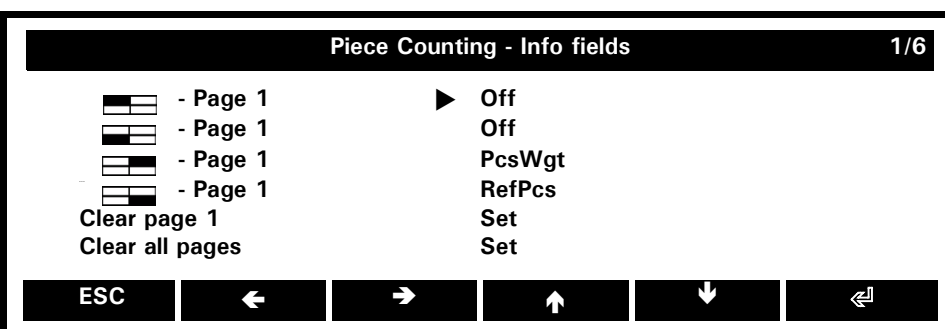 Piece Counting - Info fields 1/6
- Page 1 ▶ Off
- Page 1 Off
- Page 1 PcsWgt
- Page 1 RefPcs
Clear page 1 Set
Clear all pages Set
ESC ← → ↑ ↓ ↵